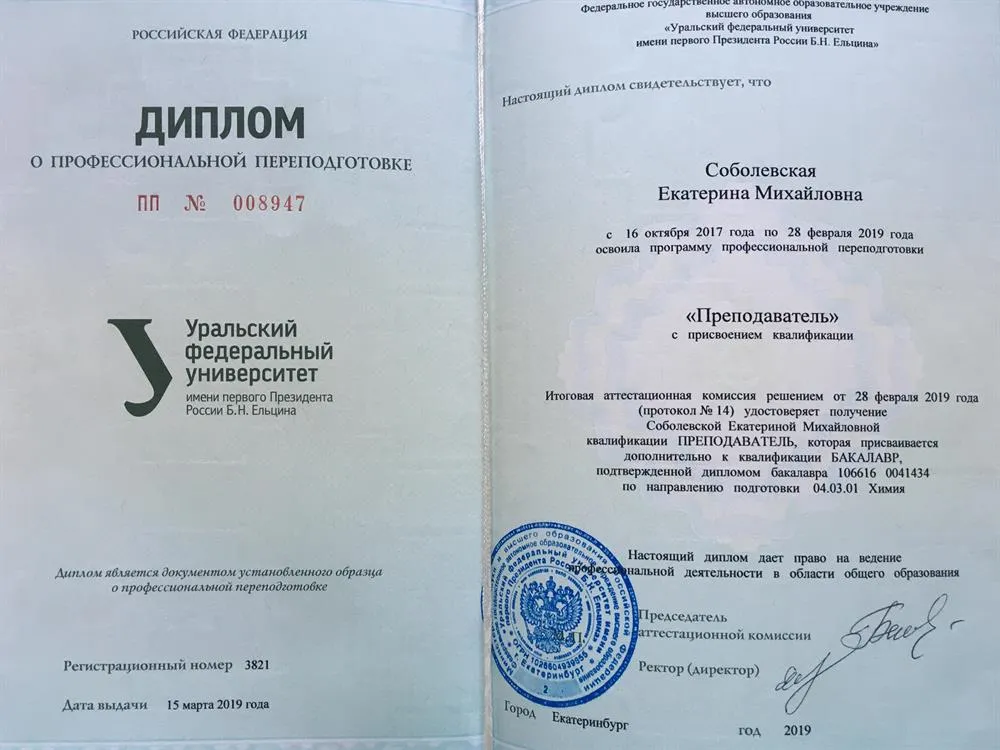 РОССИЙСКАЯ ФЕДЕРАЦИЯ
ДИПЛОМ
О ПРОФЕССИОНАЛЬНОЙ ПЕРЕПОДГОТОВКЕ
ПП № 008947
Уральский
федеральный
университет
имени первого Президента
России Б.Н. Ельцина
Диплом является документом установленного образца
о профессиональной переподготовке
Регистрационный номер 3821
Дата выдачи 15 марта 2019 года
Федеральное государственное автономное образовательное учреждение
высшего образования
«Уральский федеральный университет
имени первого Президента России Б.Н. Ельцина»
Настоящий диплом свидетельствует, что
Соболевская
Екатерина Михайловна
с 16 октября 2017 года по 28 февраля 2019 года
освоила программу профессиональной переподготовки
«Преподаватель»
с присвоением квалификации
Итоговая аттестационная комиссия решением от 28 февраля 2019 года
(протокол № 14) удостоверяет получение
Соболевской Екатериной Михайловной
квалификации ПРЕПОДАВАТЕЛЬ, которая присваивается
дополнительно к квалификации БАКАЛАВР,
подтвержденной дипломом бакалавра 106616 0041434
по направлению подготовки 04.03.01 Химия
Настоящий диплом дает право на ведение
профессиональной деятельности в области общего образования
М.П.
Председатель
аттестационной комиссии
Ректор (директор)
г. Екатеринбург
2
Город Екатеринбург
год 2019